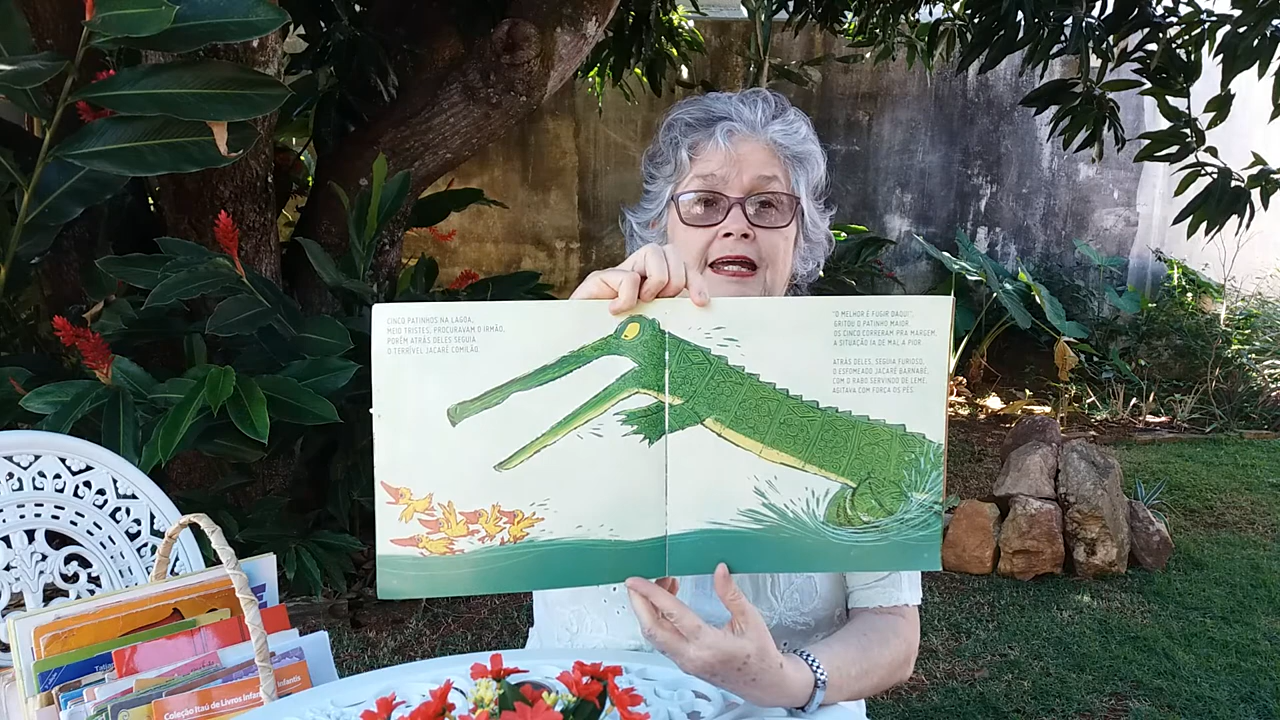 CINCO PATINHOS NA LAGOA,
MEIO TRISTES, PROCURAVAM O IRMÃO,
PORÉM ATRÁS DELES SEGUIA
O TERRÍVEL JACARÉ COMILÃO.
"O MELHOR É FUGIR DAQUI",
GRITOU O PATINHO MAIOR.
OS CINCO CORRERAM PRA MARGEM,
A SITUAÇÃO IA DE MAL A PIOR.
ATRÁS DELES, SEGUIA FURIOSO,
O ESFOMEADO JACARÉ BARNABÉ,
COM O RABO SERVINDO DE LEME,
AGITAVA COM FORÇA OS PÉS.
Coleção Itaú de Livros Infantis